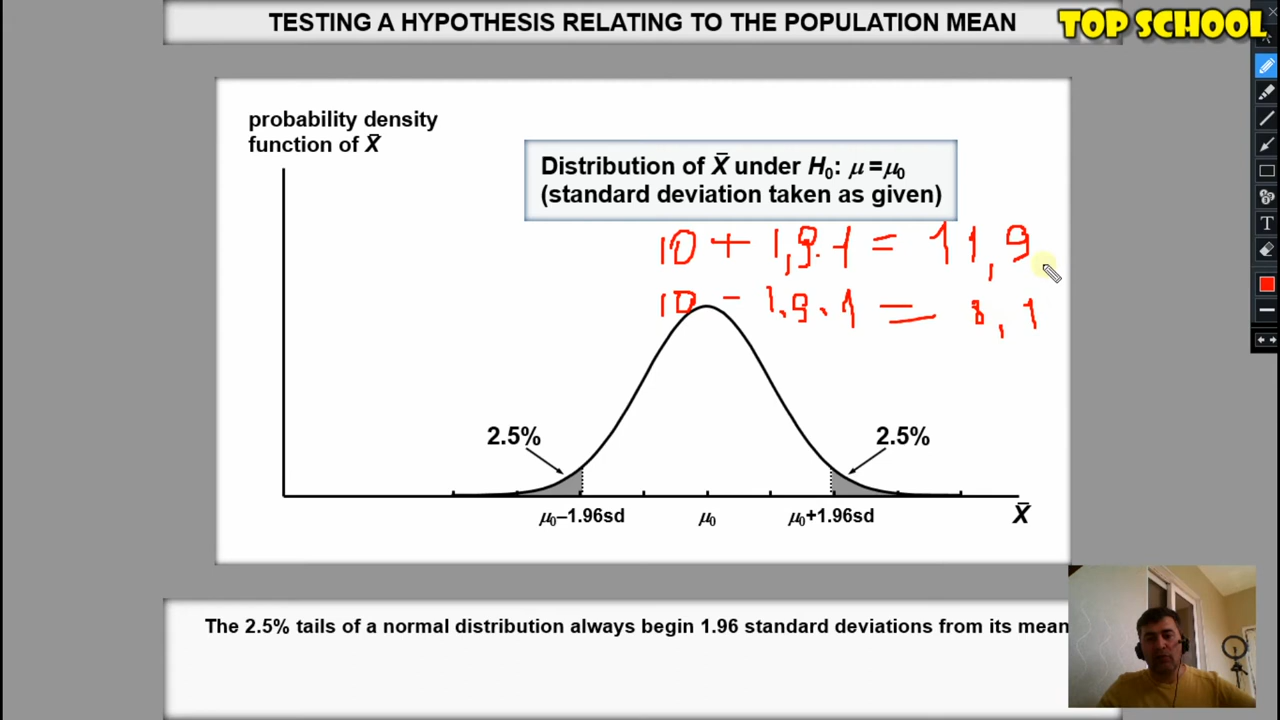 TESTING A HYPOTHESIS RELATING TO THE POPULATION MEAN
TOP SCHOOL
probability density
function of X̄
Distribution of X̄ under H₀: μ = μ₀
(standard deviation taken as given)
10 + 1,9.1 = 11,9
10 - 1.9.1 = 8,1
2.5%
2.5%
μ₀–1.96sd
μ₀
μ₀+1.96sd
X̄
The 2.5% tails of a normal distribution always begin 1.96 standard deviations from its mean
T